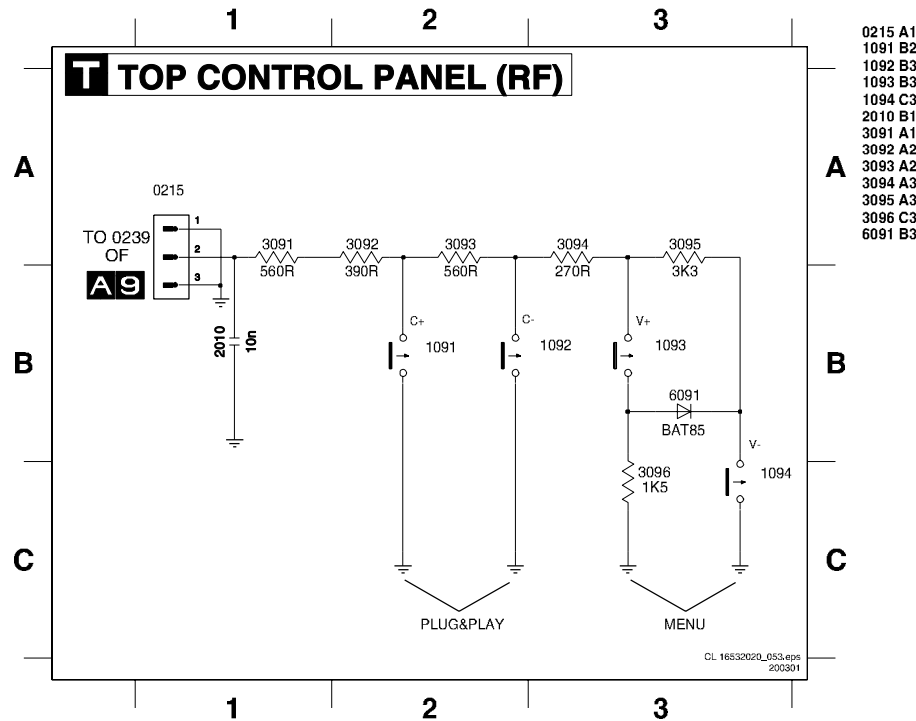 1 2 3
T TOP CONTROL PANEL (RF)
0215 A1
1091 B2
1092 B3
1093 B3
1094 C3
2010 B1
3091 A1
3092 A2
3093 A2
3094 A3
3095 A3
3096 C3
6091 B3
A A
0215
1
TO 0239
OF
A9
2
3
3091
560R
3092
390R
3093
560R
3094
270R
3095
3K3
2010
10n
C+
1091
C-
1092
V+
1093
B B
6091
BAT85
V-
3096
1K5
1094
C C
PLUG&PLAY
MENU
CL 16532020_053.eps
200301
1 2 3